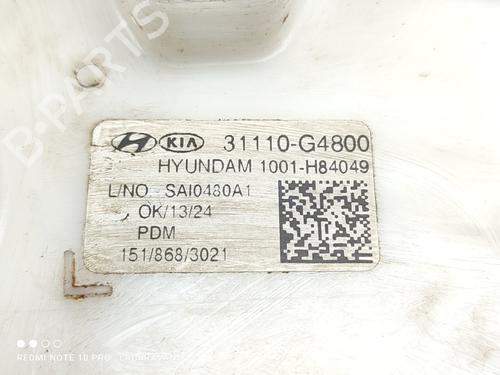 B-PARTS
KIA 31110-G4800
HYUNDAM 1001-H84049
L/NO SAI0480A1
OK/13/24
PDM
151/868/3021
L
REDMI NOTE 10 PRO